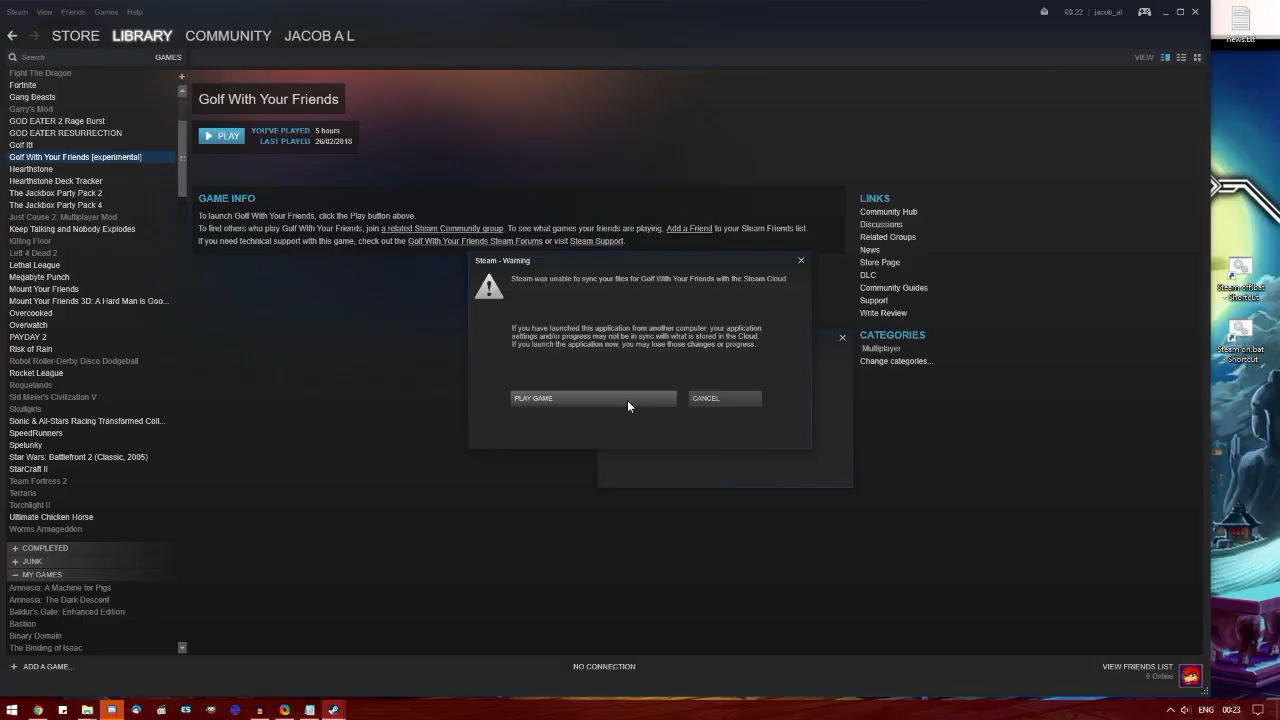 Steam View Friends Games Help
€0.22 jacob_al
STORE LIBRARY COMMUNITY JACOB A L
Search GAMES
VIEW
Fight The Dragon
Fortnite
Gang Beasts
Garry's Mod
GOD EATER 2 Rage Burst
GOD EATER RESURRECTION
Golf It!
Golf With Your Friends [experimental]
Hearthstone
Hearthstone Deck Tracker
The Jackbox Party Pack 2
The Jackbox Party Pack 4
Just Cause 2: Multiplayer Mod
Keep Talking and Nobody Explodes
Killing Floor
Left 4 Dead 2
Lethal League
Megabyte Punch
Mount Your Friends
Mount Your Friends 3D: A Hard Man is Goo...
Overcooked
Overwatch
PAYDAY 2
Risk of Rain
Robot Roller-Derby Disco Dodgeball
Rocket League
Roguelands
Sid Meier's Civilization V
Skullgirls
Sonic & All-Stars Racing Transformed Coll...
SpeedRunners
Spelunky
Star Wars: Battlefront 2 (Classic, 2005)
StarCraft II
Team Fortress 2
Terraria
Torchlight II
Ultimate Chicken Horse
Worms Armageddon
+ COMPLETED
+ JUNK
− MY GAMES
Amnesia: A Machine for Pigs
Amnesia: The Dark Descent
Baldur's Gate: Enhanced Edition
Bastion
Binary Domain
The Binding of Isaac
+ ADD A GAME...
Golf With Your Friends
PLAY
YOU'VE PLAYED 5 hours
LAST PLAYED 26/02/2018
GAME INFO
To launch Golf With Your Friends, click the Play button above.
To find others who play Golf With Your Friends, join a related Steam Community group. To see what games your friends are playing, Add a Friend to your Steam Friends list.
If you need technical support with this game, check out the Golf With Your Friends Steam Forums or visit Steam Support.
Steam - Warning
Steam was unable to sync your files for Golf With Your Friends with the Steam Cloud
If you have launched this application from another computer, your application
settings and/or progress may not be in sync with what is stored in the Cloud.
If you launch the application now, you may lose those changes or progress.
PLAY GAME
CANCEL
LINKS
Community Hub
Discussions
Related Groups
News
Store Page
DLC
Community Guides
Support
Write Review
CATEGORIES
Multiplayer
Change categories...
NO CONNECTION
VIEW FRIENDS LIST
0 Online
Steam off.bat
- Shortcut
Steam on.bat
- Shortcut
ENG 00:23